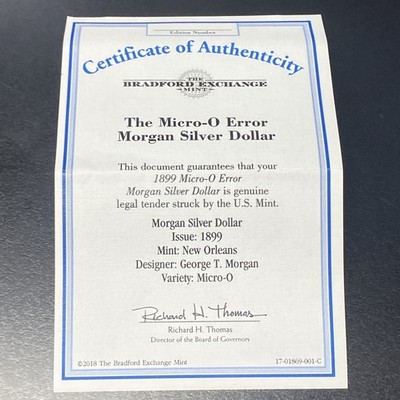 Edition Number
Certificate of Authenticity
THE
BRADFORD EXCHANGE
MINT
The Micro-O Error
Morgan Silver Dollar
This document guarantees that your
1899 Micro-O Error
Morgan Silver Dollar is genuine
legal tender struck by the U.S. Mint.
Morgan Silver Dollar
Issue: 1899
Mint: New Orleans
Designer: George T. Morgan
Variety: Micro-O
Richard H. Thomas
Richard H. Thomas
Director of the Board of Governors
©2018 The Bradford Exchange Mint
17-01869-001-C